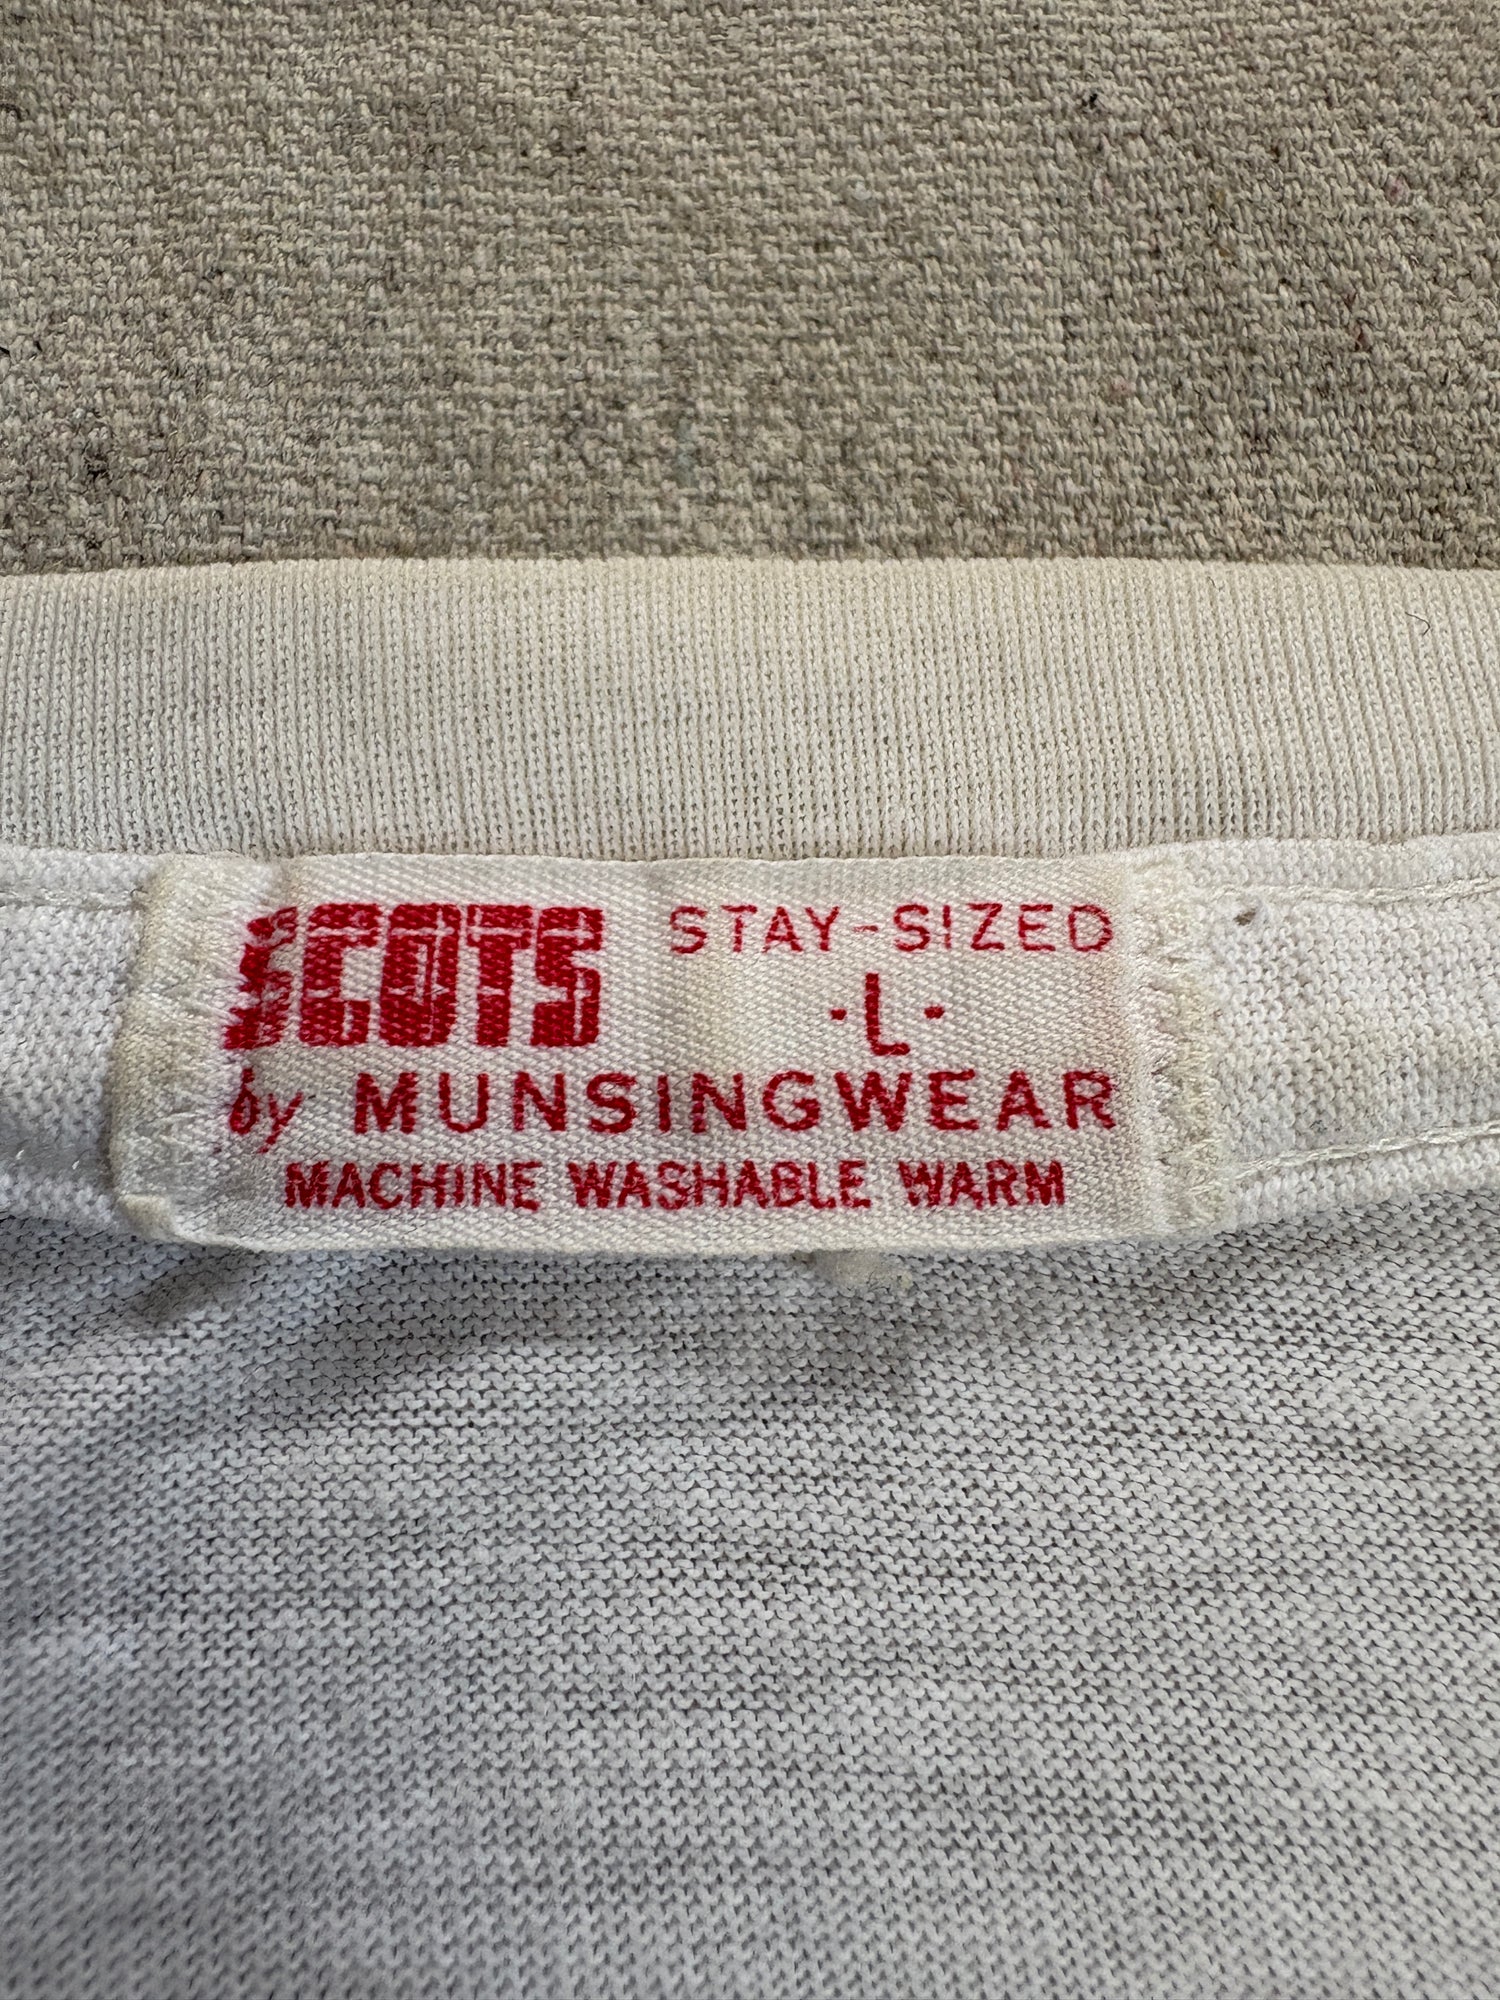 SCOTS STAY-SIZED
·L·
by MUNSINGWEAR
MACHINE WASHABLE WARM